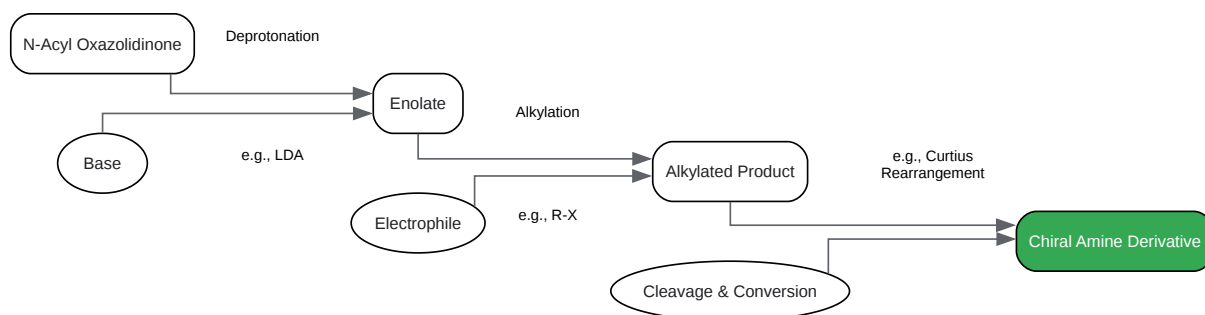 N-Acyl Oxazolidinone
Deprotonation
Enolate
Base
e.g., LDA
Alkylation
Alkylated Product
Electrophile
e.g., R-X
e.g., Curtius
Rearrangement
Chiral Amine Derivative
Cleavage & Conversion